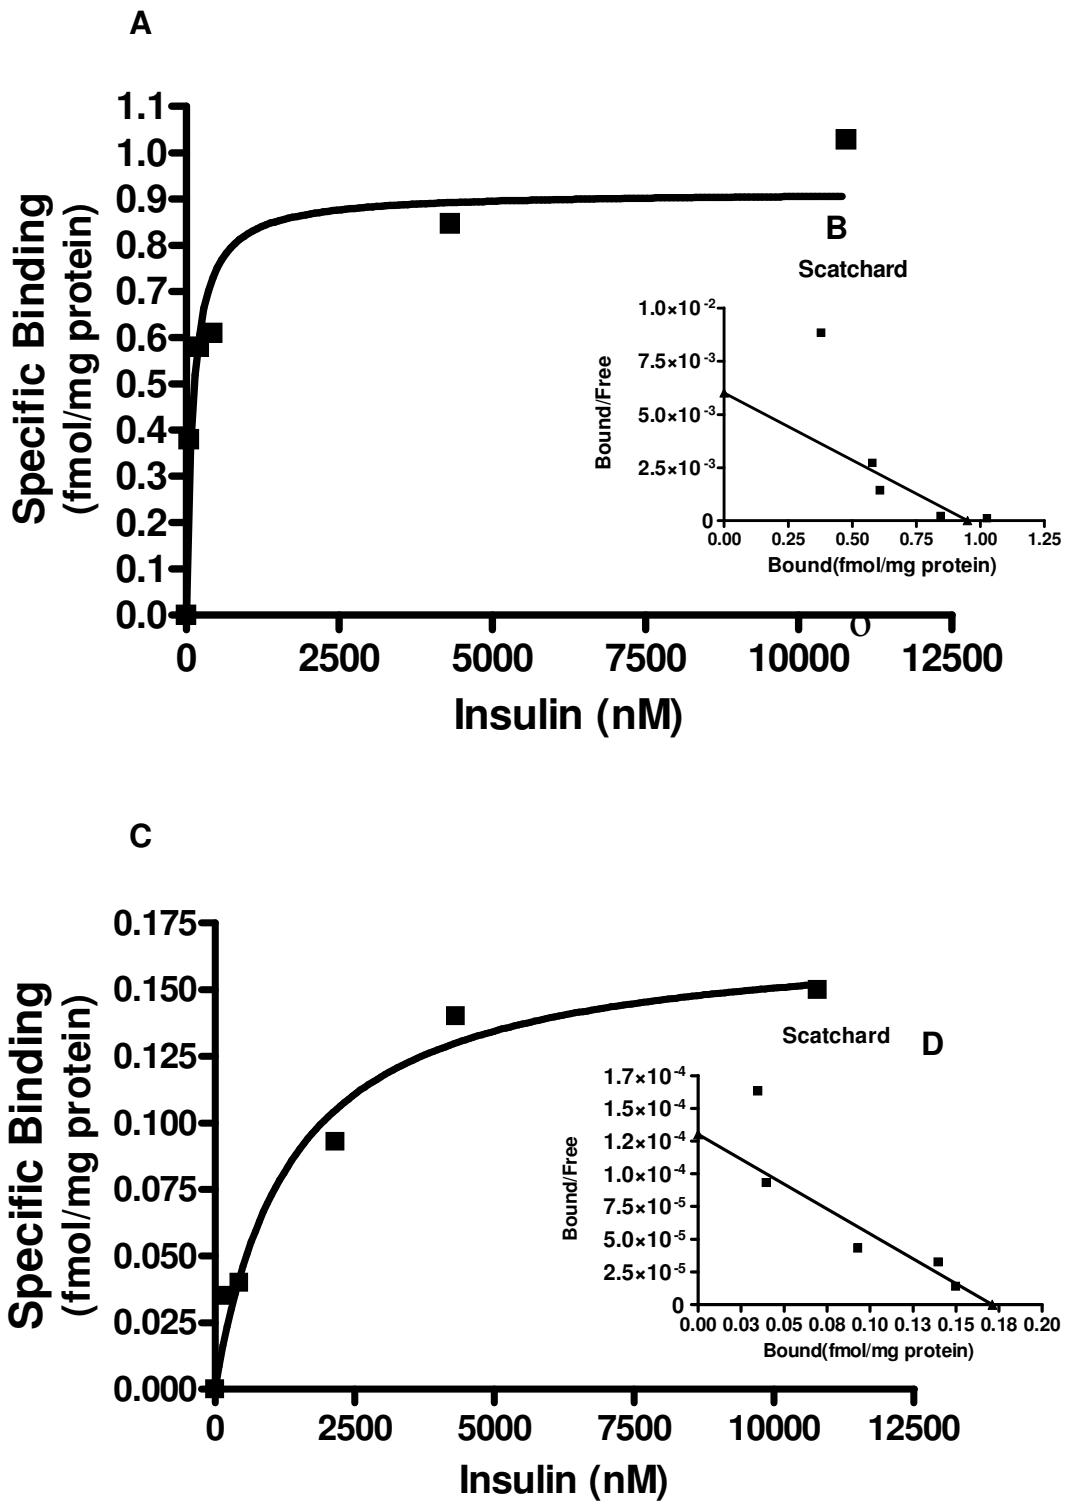 A
1.1
1.0
0.9
0.8
0.7
0.6
0.5
0.4
0.3
0.2
0.1
0.0
Specific Binding
(fmol/mg protein)
0 2500 5000 7500 10000 12500
O
Insulin (nM)
B
Scatchard
1.0×10-2
7.5×10-3
5.0×10-3
2.5×10-3
0
Bound/Free
0.00 0.25 0.50 0.75 1.00 1.25
Bound(fmol/mg protein)
C
0.175
0.150
0.125
0.100
0.075
0.050
0.025
0.000
Specific Binding
(fmol/mg protein)
0 2500 5000 7500 10000 12500
Insulin (nM)
Scatchard D
1.7×10-4
1.5×10-4
1.2×10-4
1.0×10-4
7.5×10-5
5.0×10-5
2.5×10-5
0
Bound/Free
0.00 0.03 0.05 0.08 0.10 0.13 0.15 0.18 0.20
Bound(fmol/mg protein)